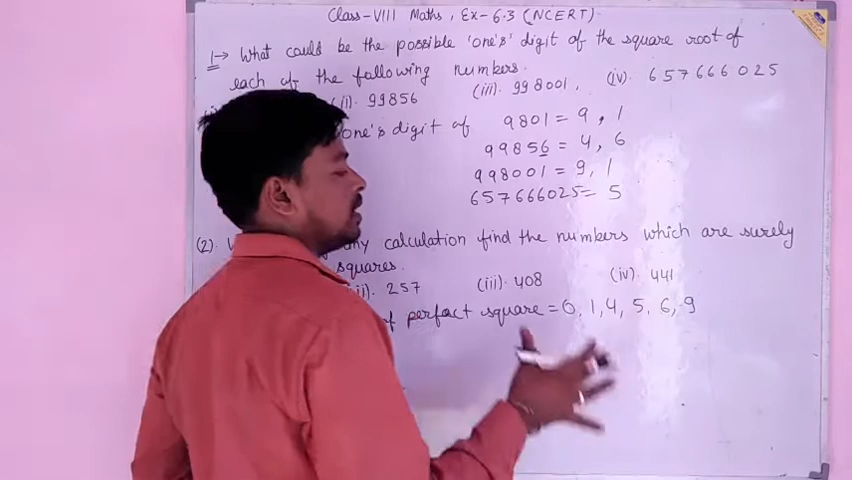 Class-VIII Maths, Ex-6.3 (NCERT)
1→ What could be the possible 'one's' digit of the square root of
each of the following numbers.
(ii). 99856 (iii). 998001, (iv). 657666025
one's digit of 9801 = 9, 1
99856 = 4, 6
998001 = 9, 1
657666025 = 5
(2). any calculation find the numbers which are surely
squares.
(ii). 257 (iii). 408 (iv). 441
of perfact square = 0, 1, 4, 5, 6, 9